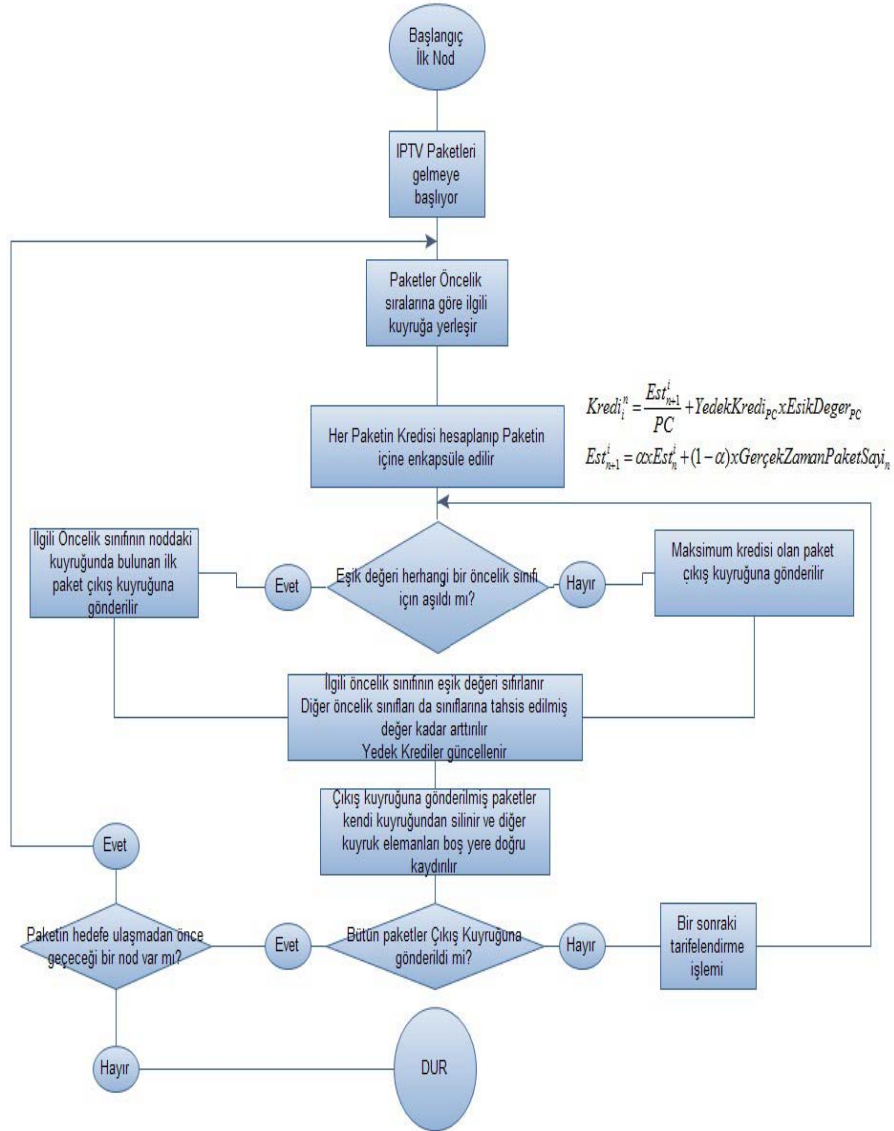 Başlangıç
İlk Nod
IPTV Paketleri
gelmeye
başlıyor
Paketler Öncelik
sıralarına göre ilgili
kuyruğa yerleşir
Her Paketin Kredisi hesaplanıp Paketin
içine enkapsüle edilir
Kredi_i^n = Est_{n+1}^i / PC + YedekKredi_PC x EsikDeger_PC
Est_{n+1}^i = α x Est_n^i + (1 − α) x GerçekZamanPaketSayi_n
İlgili Öncelik sınıfının noddaki
kuyruğunda bulunan ilk
paket çıkış kuyruğuna
gönderilir
Evet
Eşik değeri herhangi bir öncelik sınıfı
için aşıldı mı?
Hayır
Maksimum kredisi olan paket
çıkış kuyruğuna gönderilir
İlgili öncelik sınıfının eşik değeri sıfırlanır
Diğer öncelik sınıfları da sınıflarına tahsis edilmiş
değer kadar arttırılır
Yedek Krediler güncellenir
Çıkış kuyruğuna gönderilmiş paketler
kendi kuyruğundan silinir ve diğer
kuyruk elemanları boş yere doğru
kaydırılır
Evet
Paketin hedefe ulaşmadan önce
geçeceği bir nod var mı?
Evet
Bütün paketler Çıkış Kuyruğuna
gönderildi mi?
Hayır
Bir sonraki
tarifelendirme
işlemi
Hayır
DUR